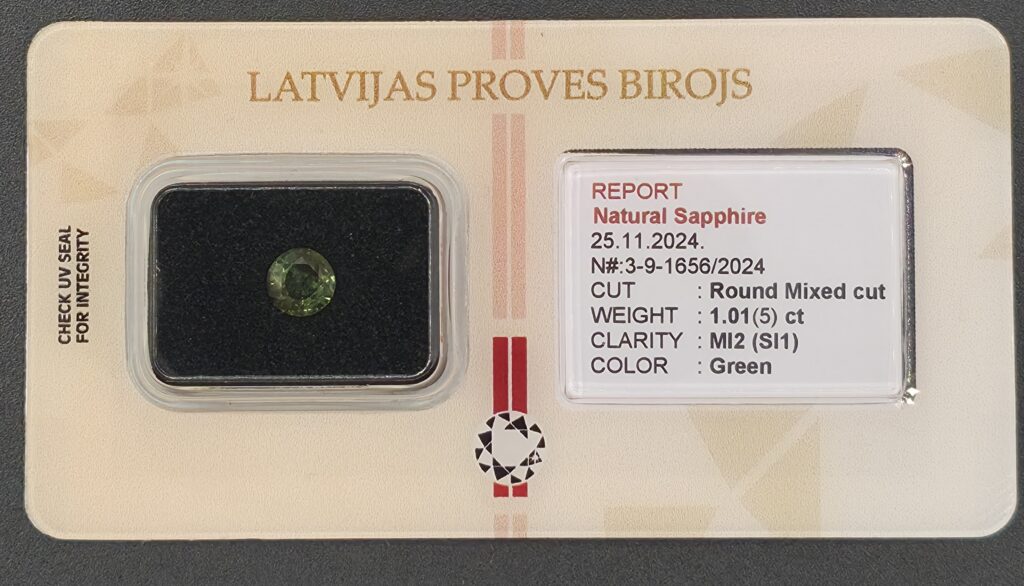 LATVIJAS PROVES BIROJS
CHECK UV SEAL
FOR INTEGRITY
REPORT
Natural Sapphire
25.11.2024.
N#:3-9-1656/2024
CUT : Round Mixed cut
WEIGHT : 1.01(5) ct
CLARITY : MI2 (SI1)
COLOR : Green